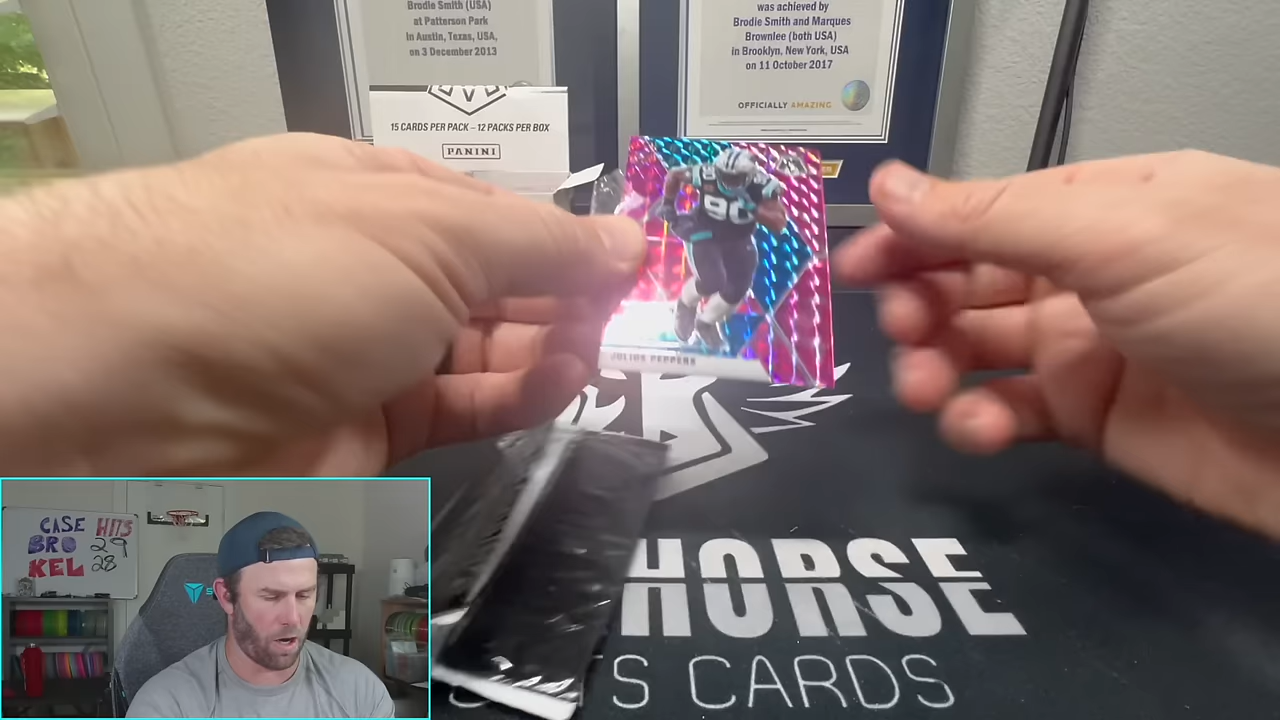 Brodie Smith (USA)
at Patterson Park
in Austin, Texas, USA,
on 3 December 2013
was achieved by
Brodie Smith and Marques
Brownlee (both USA)
in Brooklyn, New York, USA
on 11 October 2017
OFFICIALLY AMAZING
15 CARDS PER PACK – 12 PACKS PER BOX
PANINI
90
JULIUS PEPPERS
HORSE
TS CARDS
CASE HITS
BRO 29
KEL 28